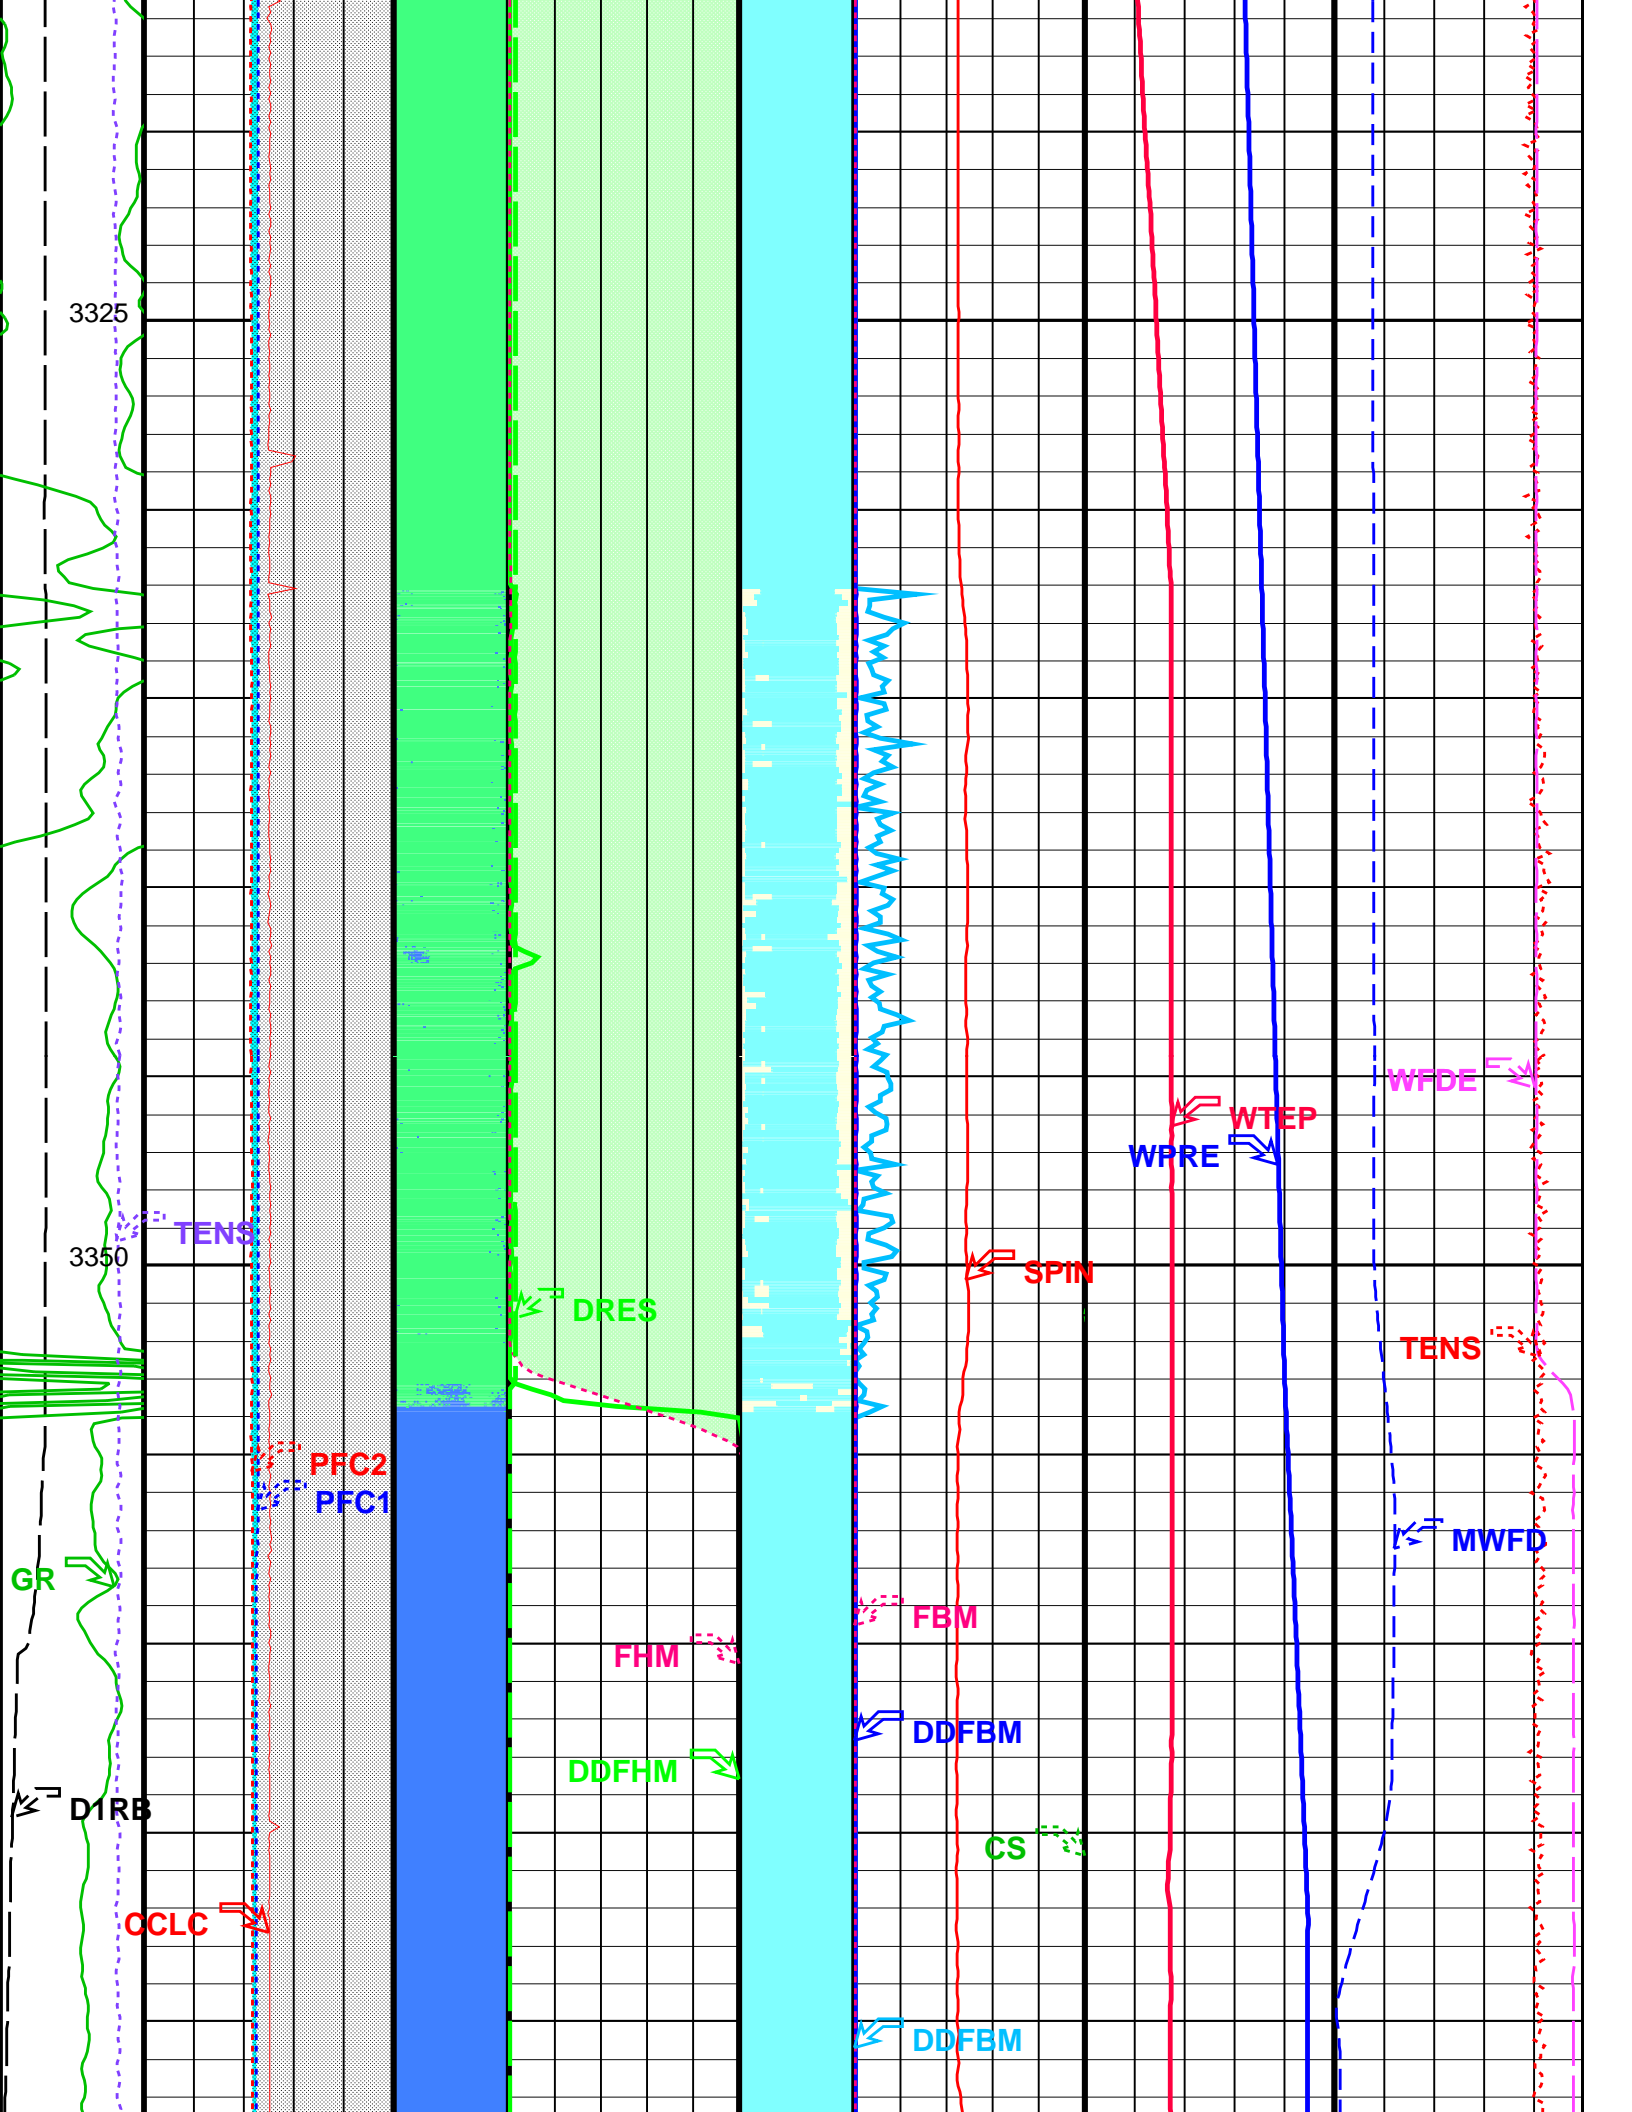 3325
WFDE
WTEP
WPRE
TENS
3350
SPIN
DRES
TENS
PFC2
PFC1
MWFD
GR
FBM
FHM
DDFBM
DDFHM
D1RB
CS
CCLC
DDFBM